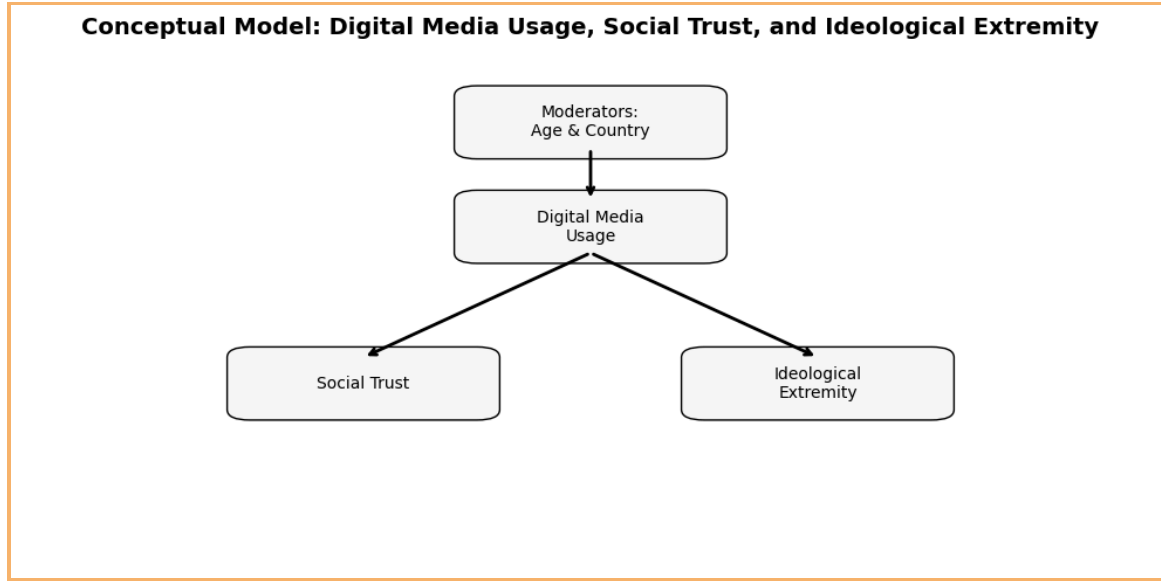 Conceptual Model: Digital Media Usage, Social Trust, and Ideological Extremity
Moderators:
Age & Country
Digital Media
Usage
Social Trust
Ideological
Extremity